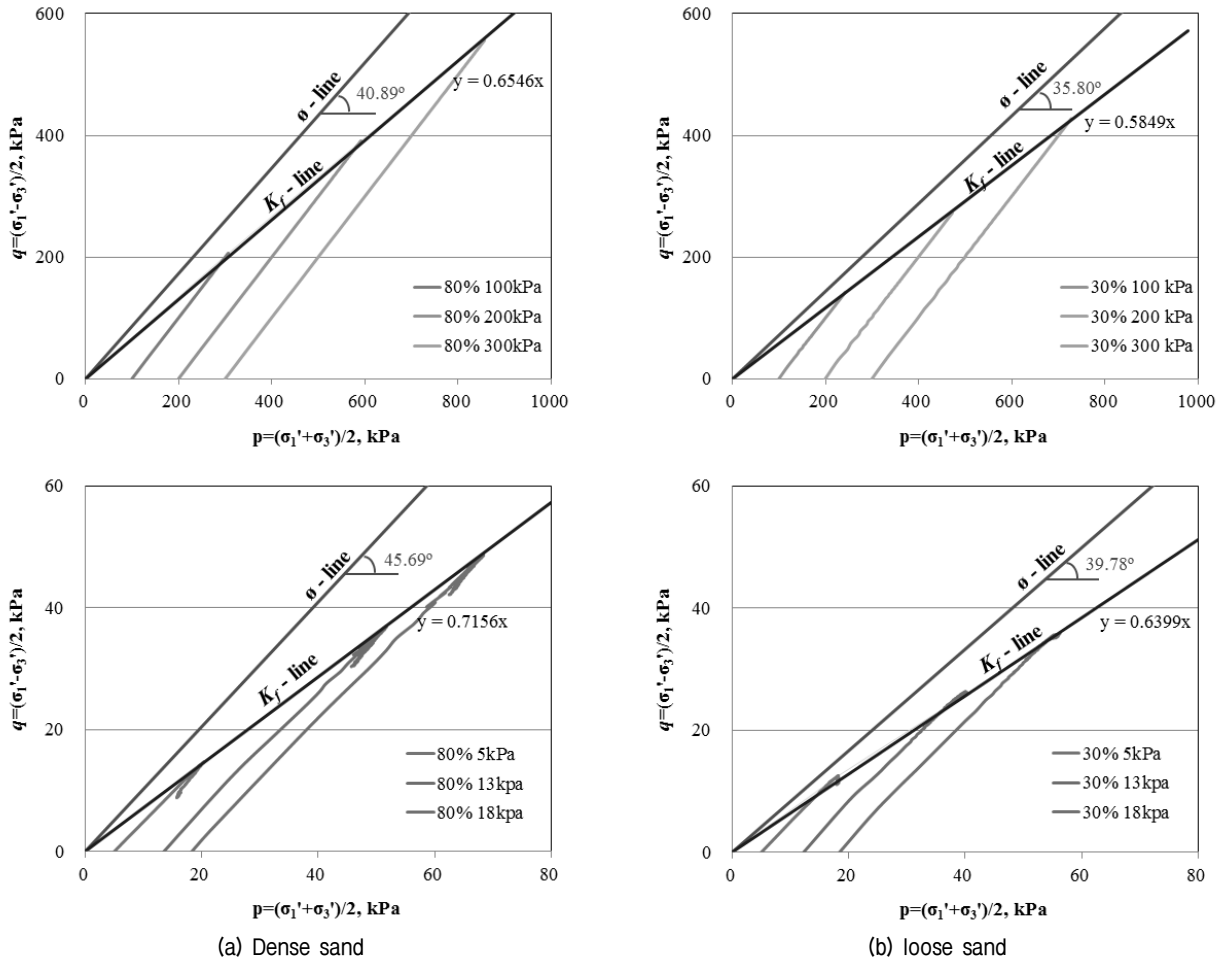 600
400
200
0
q=(σ1'-σ3')/2, kPa
ø - line
40.89º
y = 0.6546x
Kf - line
80% 100kPa
80% 200kPa
80% 300kPa
0 200 400 600 800 1000
p=(σ1'+σ3')/2, kPa
600
400
200
0
q=(σ1'-σ3')/2, kPa
ø - line
35.80º
y = 0.5849x
Kf - line
30% 100 kPa
30% 200 kPa
30% 300 kPa
0 200 400 600 800 1000
p=(σ1'+σ3')/2, kPa
60
40
20
0
q=(σ1'-σ3')/2, kPa
ø - line
45.69º
y = 0.7156x
Kf - line
80% 5kPa
80% 13kpa
80% 18kpa
0 20 40 60 80
p=(σ1'+σ3')/2, kPa
(a) Dense sand
60
40
20
0
q=(σ1'-σ3')/2, kPa
ø - line
39.78º
y = 0.6399x
Kf - line
30% 5kPa
30% 13kpa
30% 18kpa
0 20 40 60 80
p=(σ1'+σ3')/2, kPa
(b) loose sand